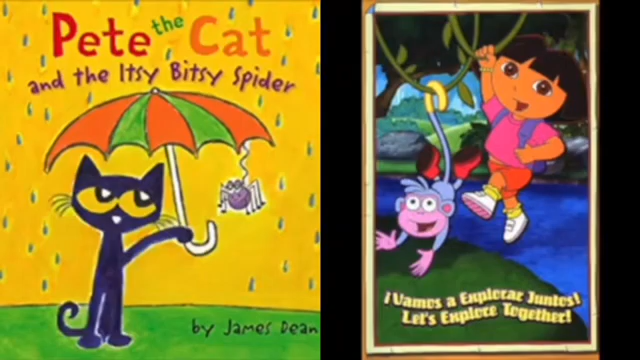 Pete the Cat
and the Itsy Bitsy Spider
by James Dean
¡Vamos a Explorar Juntos!
Let's Explore Together!